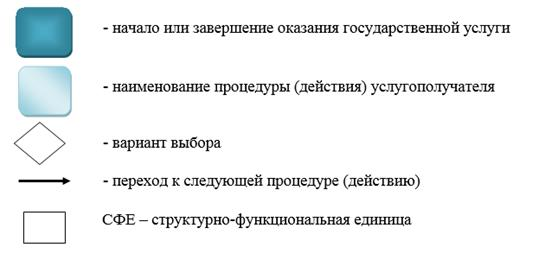 - начало или завершение оказания государственной услуги
- наименование процедуры (действия) услугополучателя
- вариант выбора
- переход к следующей процедуре (действию)
СФЕ – структурно-функциональная единица